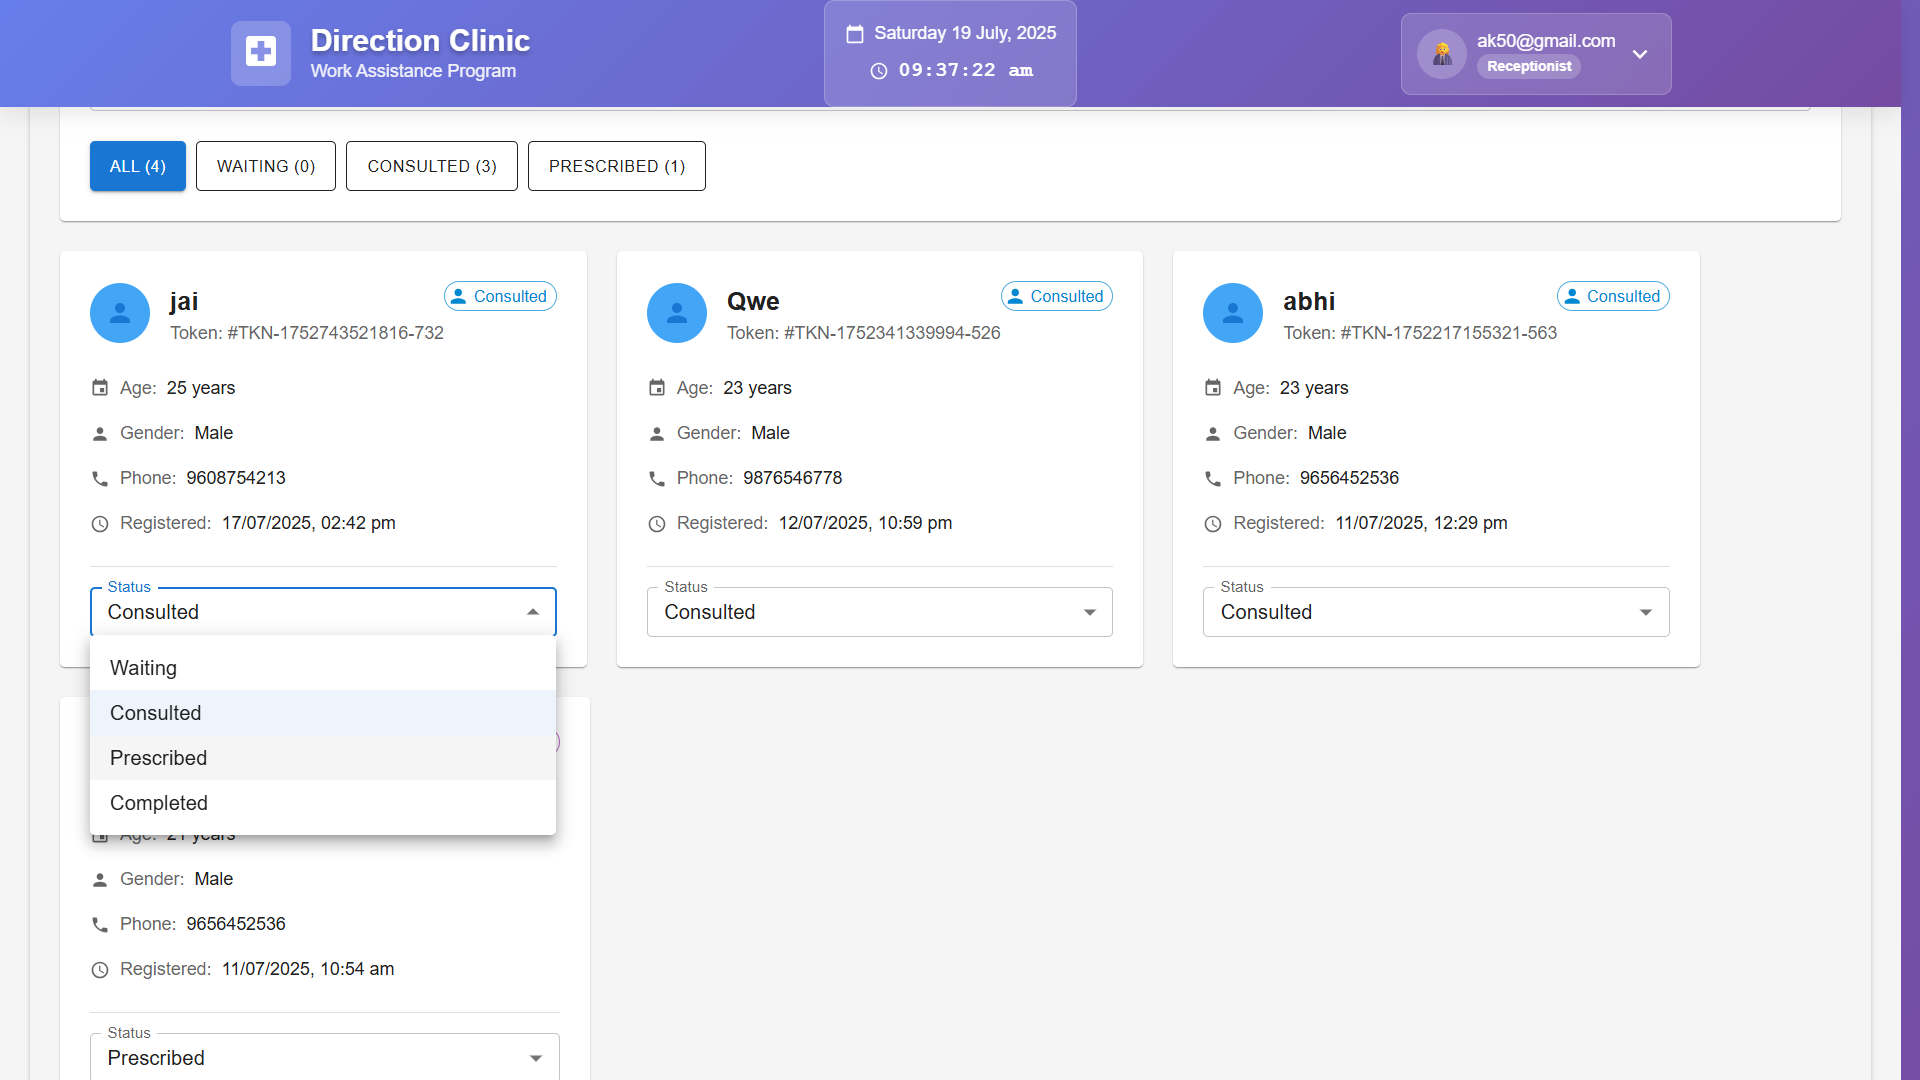 Direction Clinic
Work Assistance Program
Saturday 19 July, 2025
09:37:22 am
ak50@gmail.com
Receptionist
ALL (4)
WAITING (0)
CONSULTED (3)
PRESCRIBED (1)
jai
Consulted
Token: #TKN-1752743521816-732
Age: 25 years
Gender: Male
Phone: 9608754213
Registered: 17/07/2025, 02:42 pm
Status
Consulted
Waiting
Consulted
Prescribed
Completed
Qwe
Consulted
Token: #TKN-1752341339994-526
Age: 23 years
Gender: Male
Phone: 9876546778
Registered: 12/07/2025, 10:59 pm
Status
Consulted
abhi
Consulted
Token: #TKN-1752217155321-563
Age: 23 years
Gender: Male
Phone: 9656452536
Registered: 11/07/2025, 12:29 pm
Status
Consulted
Age: 21 years
Gender: Male
Phone: 9656452536
Registered: 11/07/2025, 10:54 am
Status
Prescribed